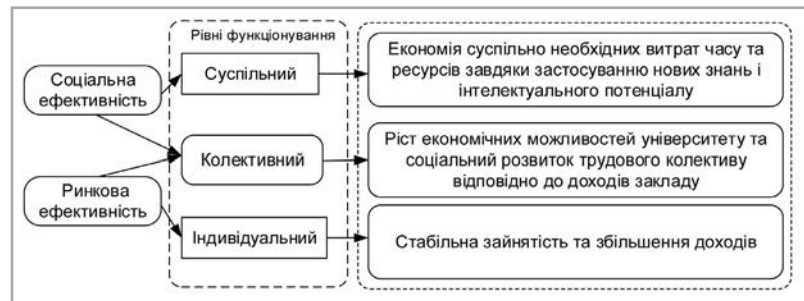 Рівні функціонування
Соціальна
ефективність
Ринкова
ефективність
Суспільний
Колективний
Індивідуальний
Економія суспільно необхідних витрат часу та
ресурсів завдяки застосуванню нових знань і
інтелектуального потенціалу
Ріст економічних можливостей університету та
соціальний розвиток трудового колективу
відповідно до доходів закладу
Стабільна зайнятість та збільшення доходів